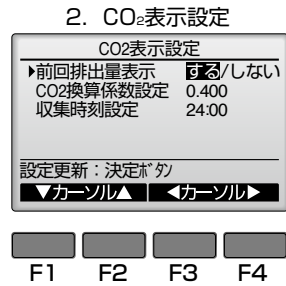 2. CO₂表示設定
CO2表示設定
▶前回排出量表示 する/しない
CO2換算係数設定 0.400
収集時刻設定 24:00
設定更新：決定ﾎﾞﾀﾝ
▼カーソル▲ ◀カーソル▶
F1 F2 F3 F4